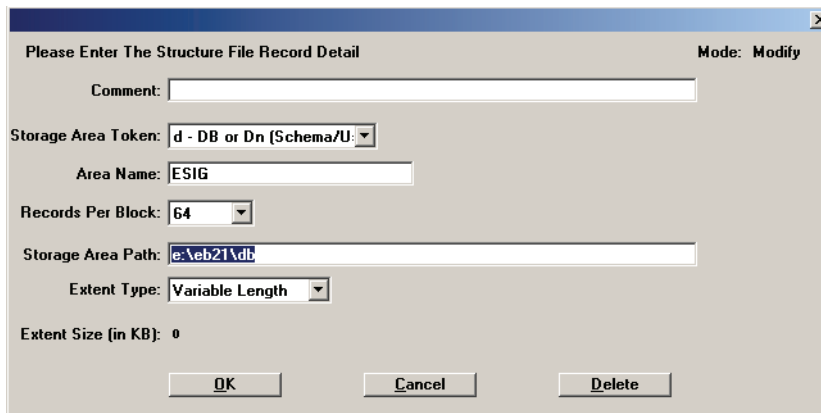 Please Enter The Structure File Record Detail Mode: Modify
Comment:
Storage Area Token: d - DB or Dn (Schema/U:
Area Name: ESIG
Records Per Block: 64
Storage Area Path: e:\eb21\db
Extent Type: Variable Length
Extent Size (in KB): 0
OK Cancel Delete